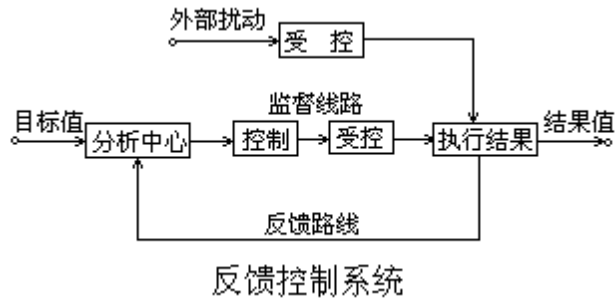 外部扰动
受 控
监督线路
目标值
分析中心
控制
受控
执行结果
结果值
反馈路线
反馈控制系统